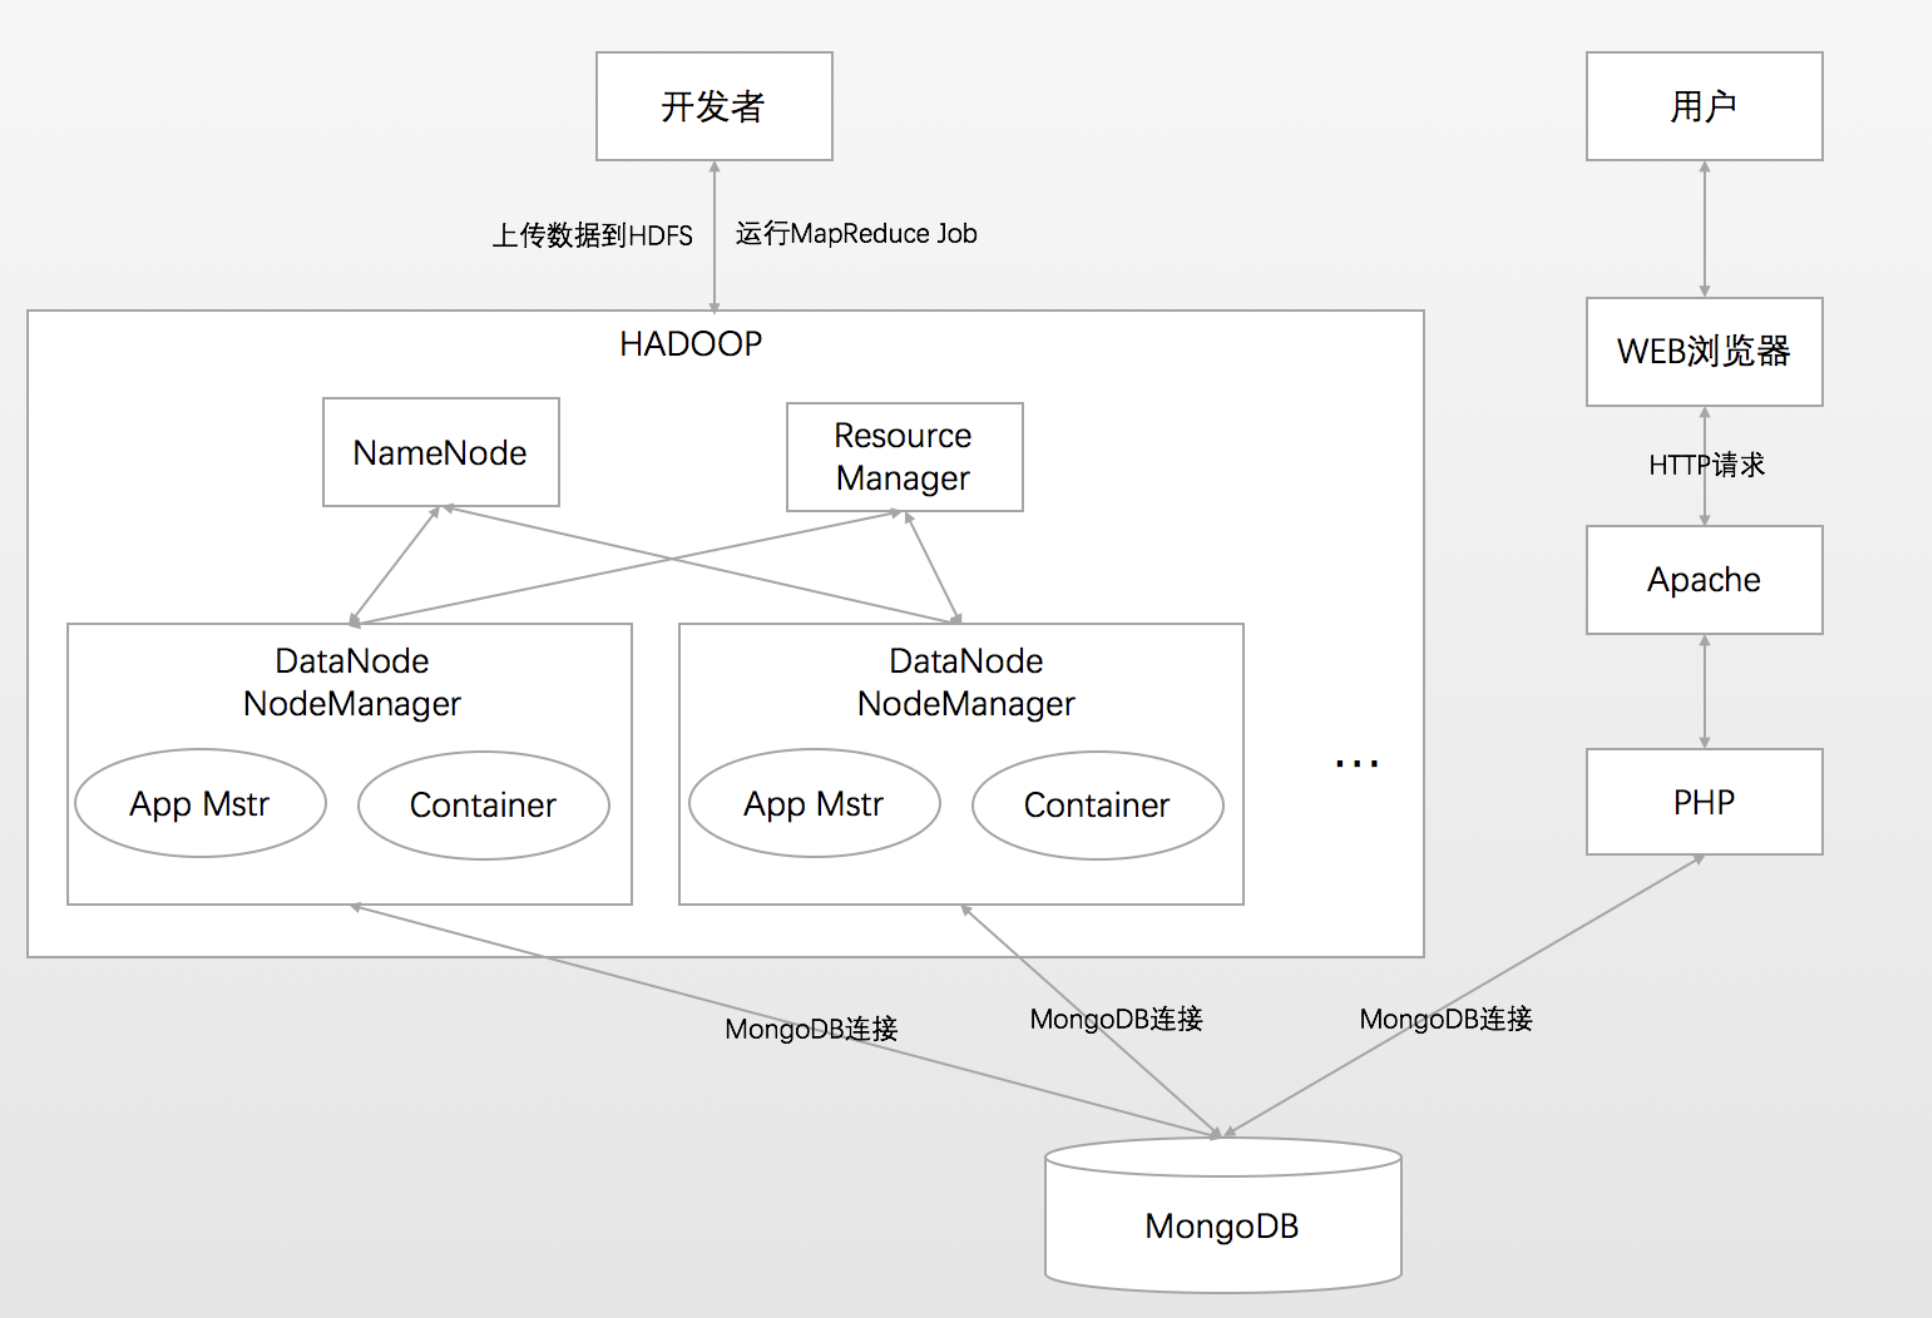 开发者
用户
上传数据到HDFS
运行MapReduce Job
HADOOP
WEB浏览器
NameNode
Resource
Manager
HTTP请求
Apache
DataNode
NodeManager
DataNode
NodeManager
App Mstr
Container
App Mstr
Container
...
PHP
MongoDB连接
MongoDB连接
MongoDB连接
MongoDB